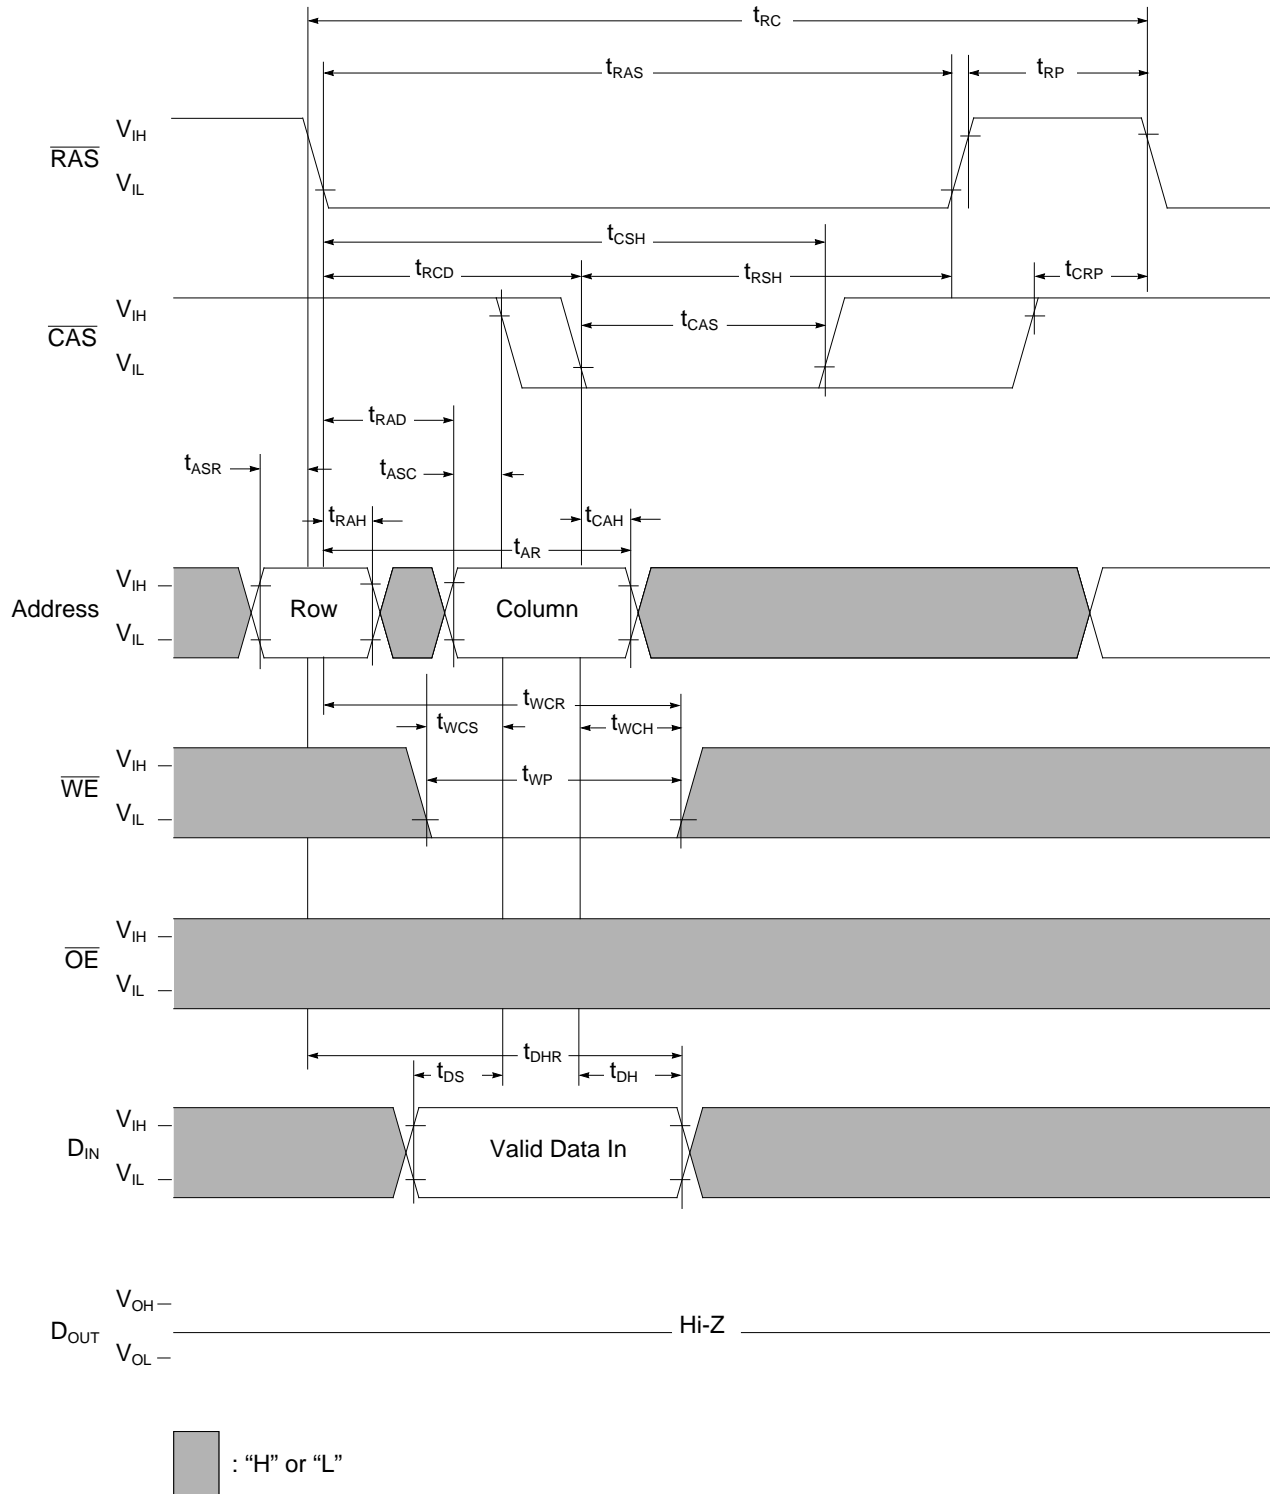 tRC
tRAS
tRP
RAS
VIH
VIL
tCSH
tRCD
tRSH
tCRP
CAS
VIH
VIL
tCAS
tRAD
tASR
tASC
tRAH
tCAH
tAR
Address
VIH
VIL
Row
Column
tWCR
tWCS
tWCH
WE
VIH
VIL
tWP
OE
VIH
VIL
tDHR
tDS
tDH
DIN
VIH
VIL
Valid Data In
DOUT
VOH
VOL
Hi-Z
: “H” or “L”